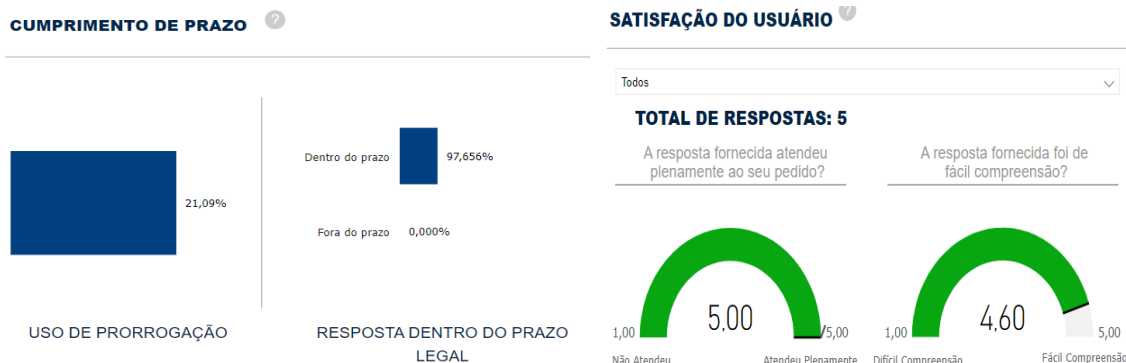 CUMPRIMENTO DE PRAZO ?
21,09%
USO DE PRORROGAÇÃO
Dentro do prazo 97,656%
Fora do prazo 0,000%
RESPOSTA DENTRO DO PRAZO
LEGAL
SATISFAÇÃO DO USUÁRIO ?
Todos
TOTAL DE RESPOSTAS: 5
A resposta fornecida atendeu
plenamente ao seu pedido?
5,00
1,00 5,00
Não Atendeu Atendeu Plenamente
A resposta fornecida foi de
fácil compreensão?
4,60
1,00 5,00
Difícil Compreensão Fácil Compreensão